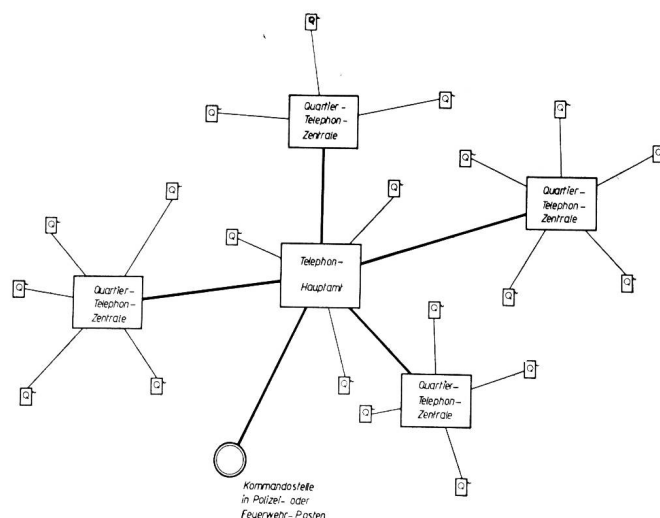 Quartier-
Telephon-
Zentrale
Quartier-
Telephon-
Zentrale
Telephon-
Hauptamt
Quartier-
Telephon-
Zentrale
Quartier-
Telephon-
Zentrale
Kommandostelle
in Polizei- oder
Feuerwehr-Posten